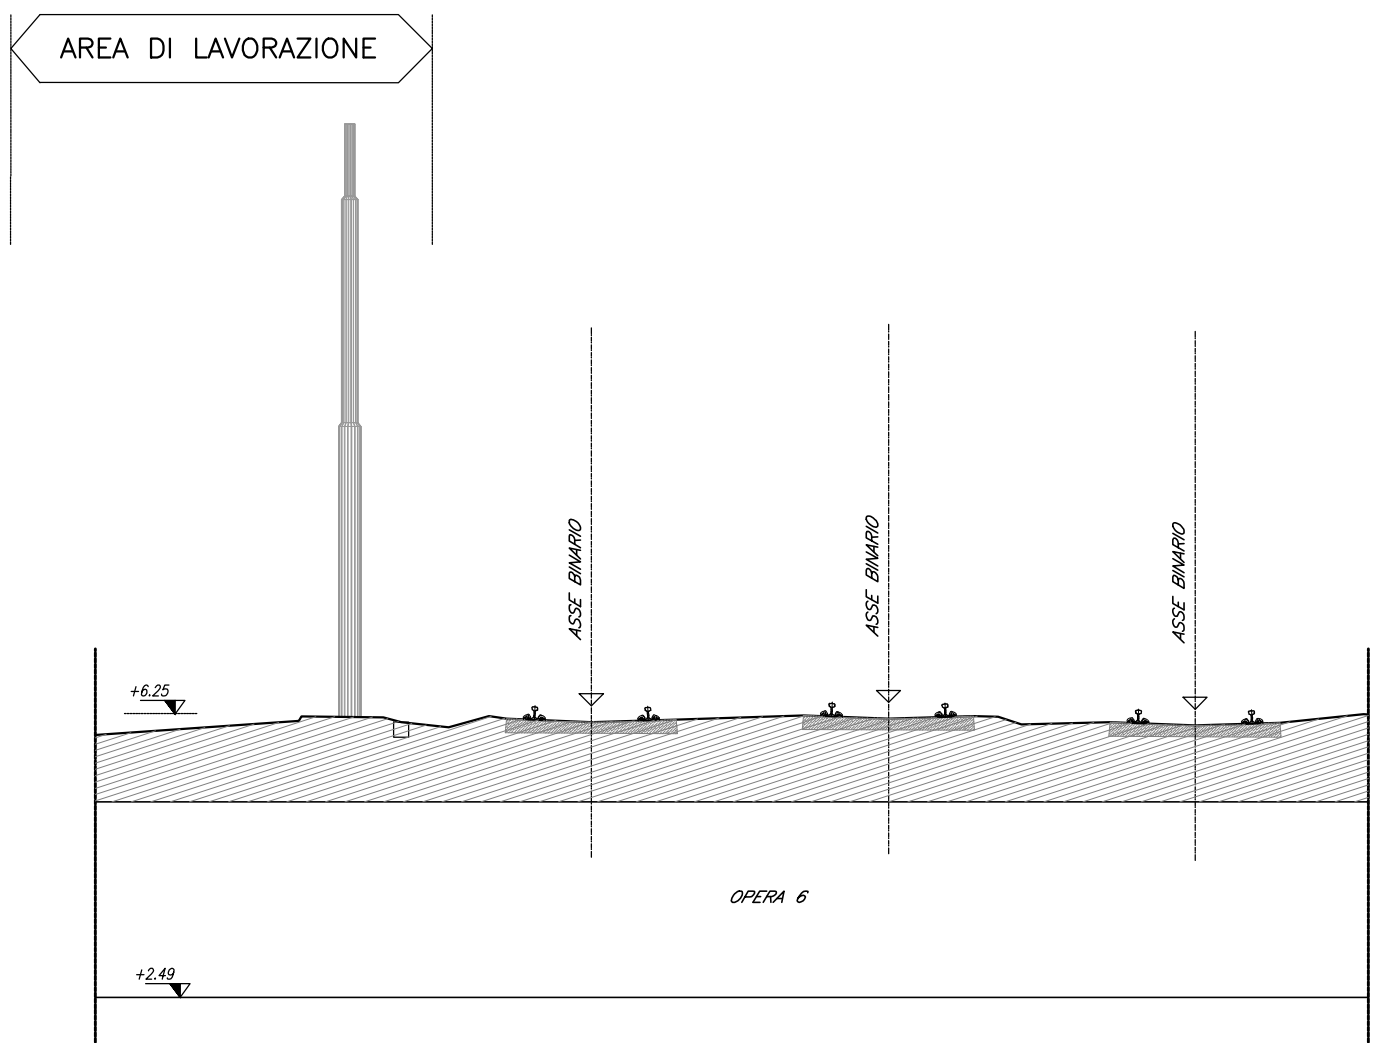 AREA DI LAVORAZIONE
ASSE BINARIO
ASSE BINARIO
ASSE BINARIO
+6.25
OPERA 6
+2.49